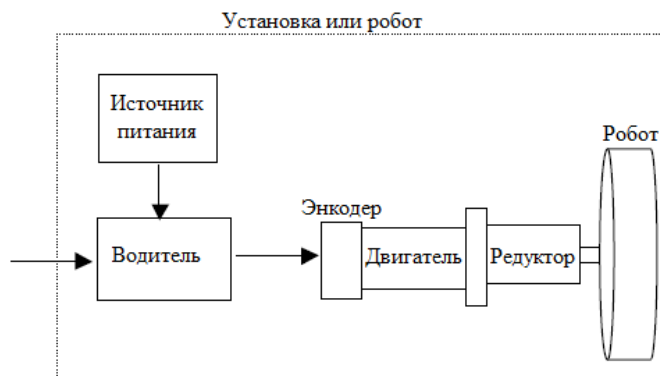 Установка или робот
Источник
питания
Робот
Энкодер
Водитель
Двигатель
Редуктор